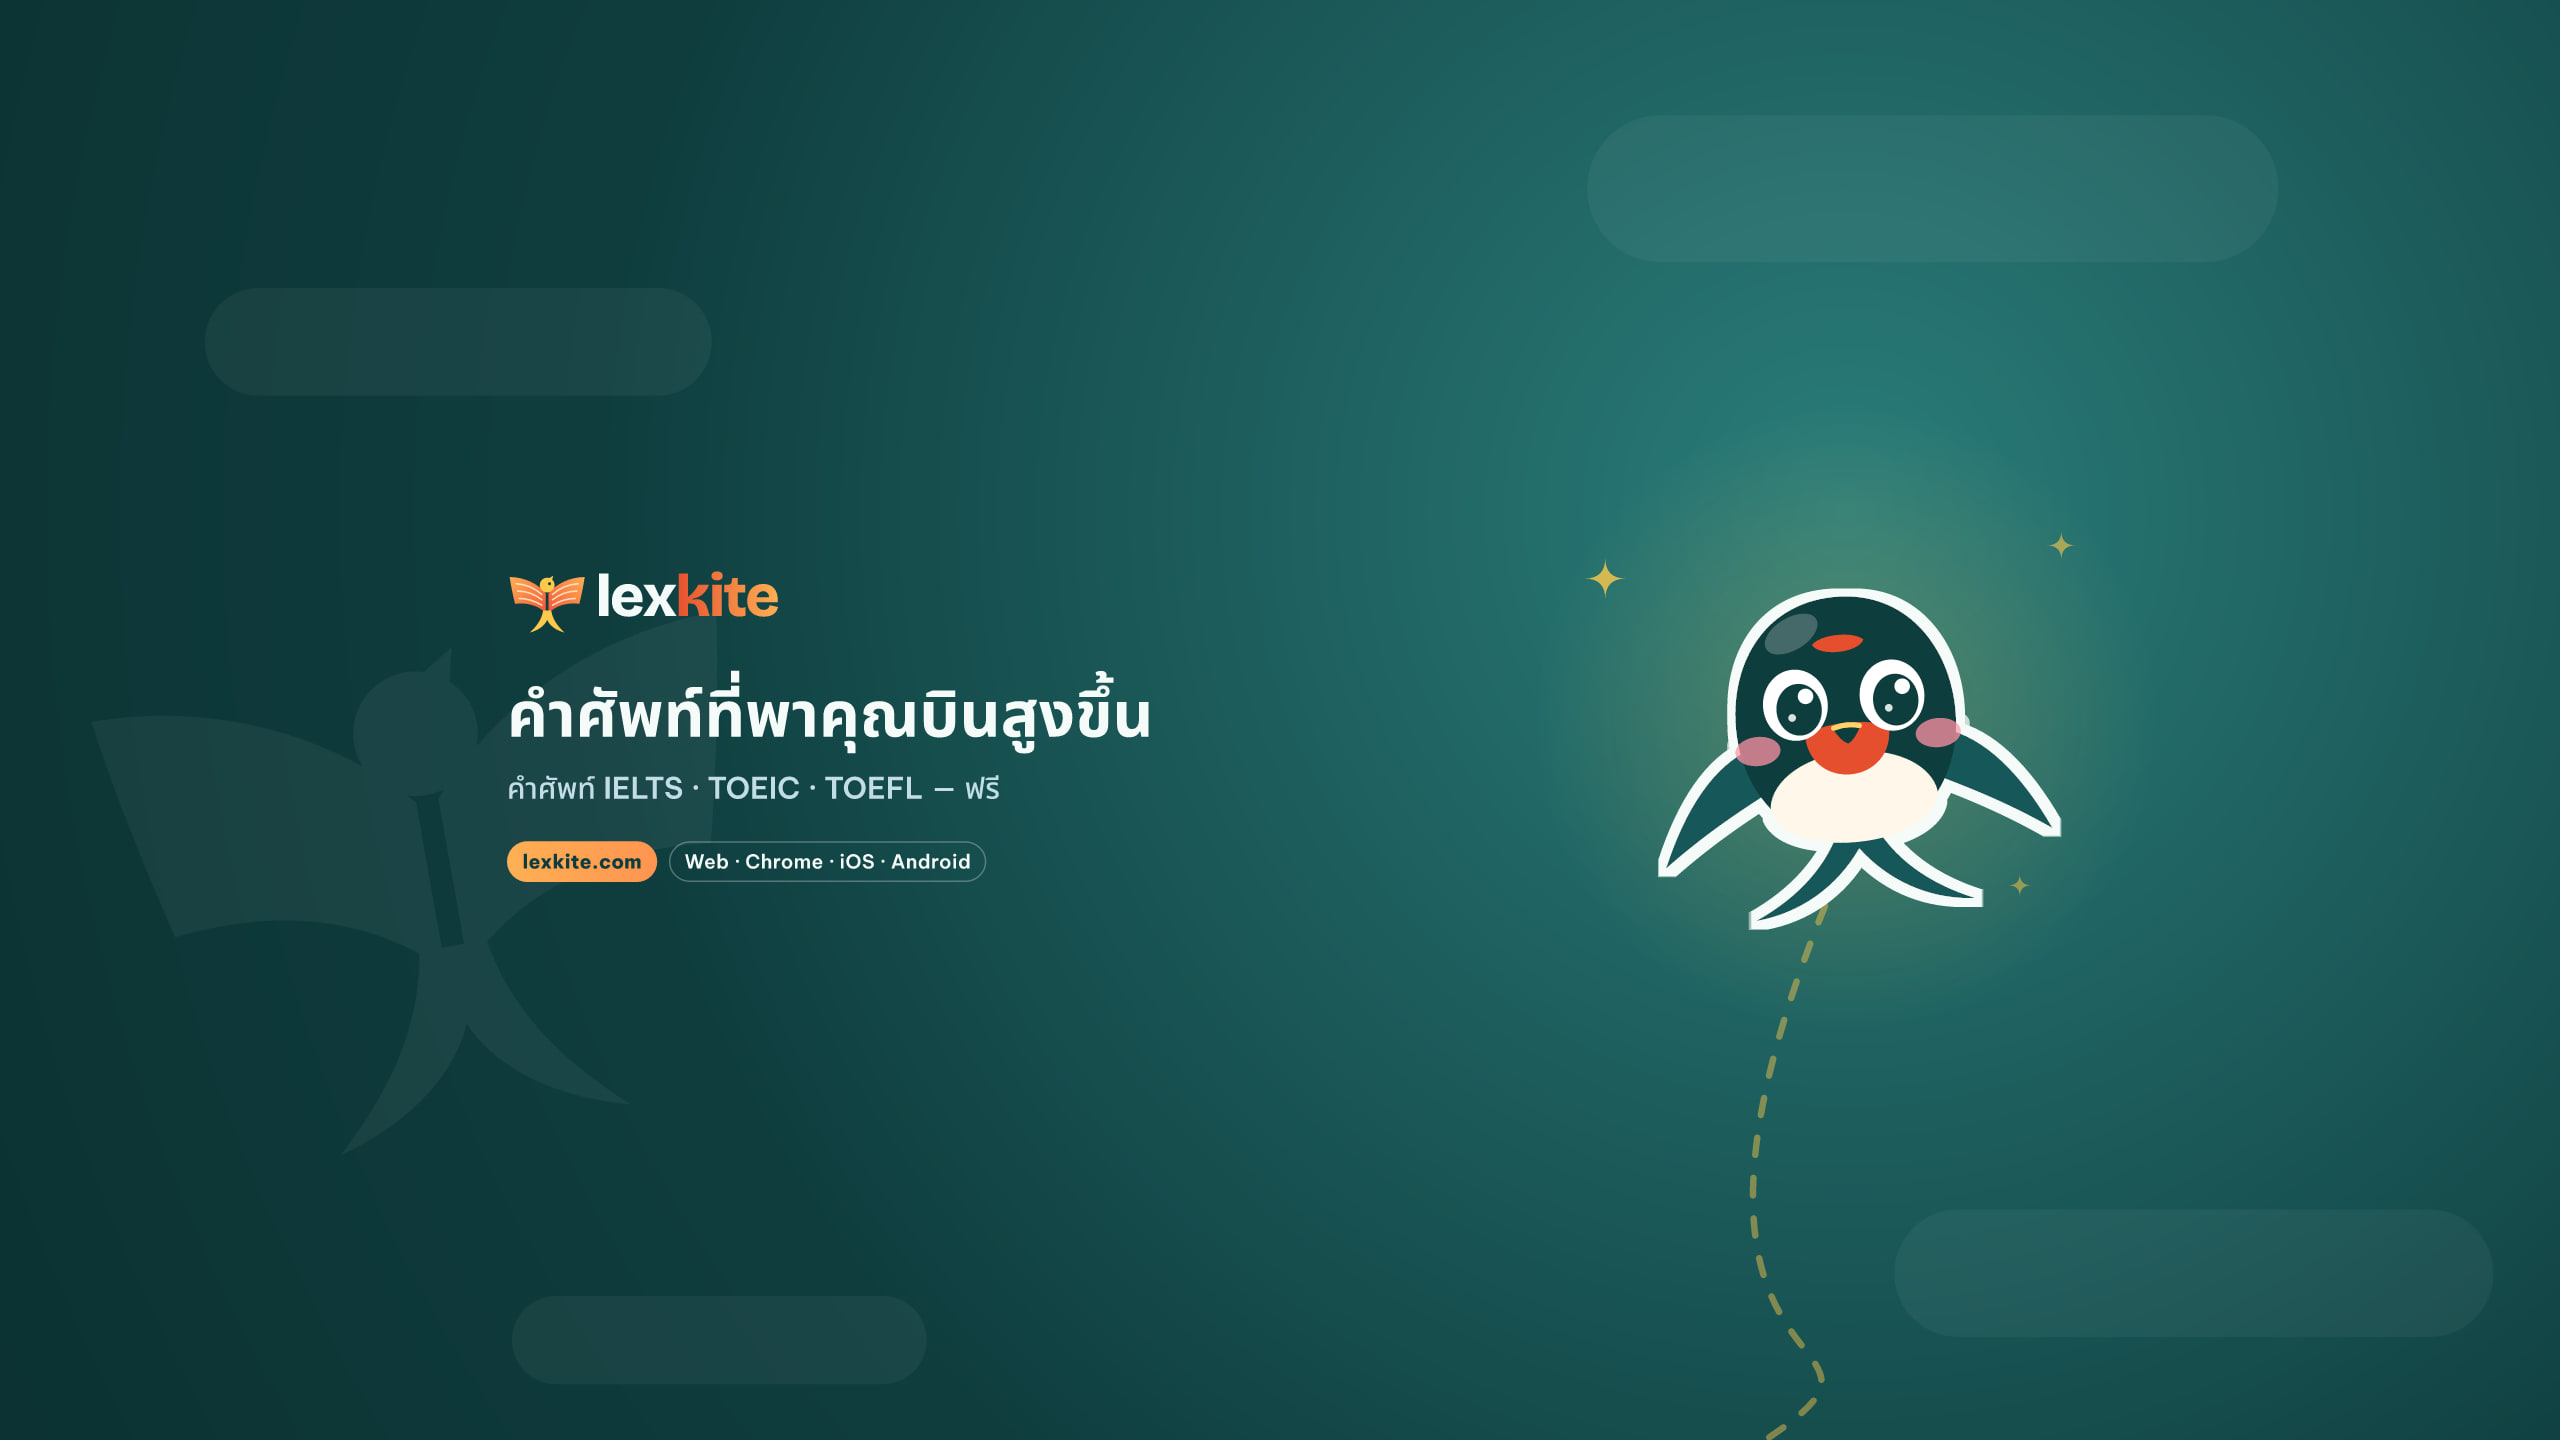 lexkite
คำศัพท์ที่พาคุณบินสูงขึ้น
คำศัพท์ IELTS · TOEIC · TOEFL — ฟรี
lexkite.com
Web · Chrome · iOS · Android